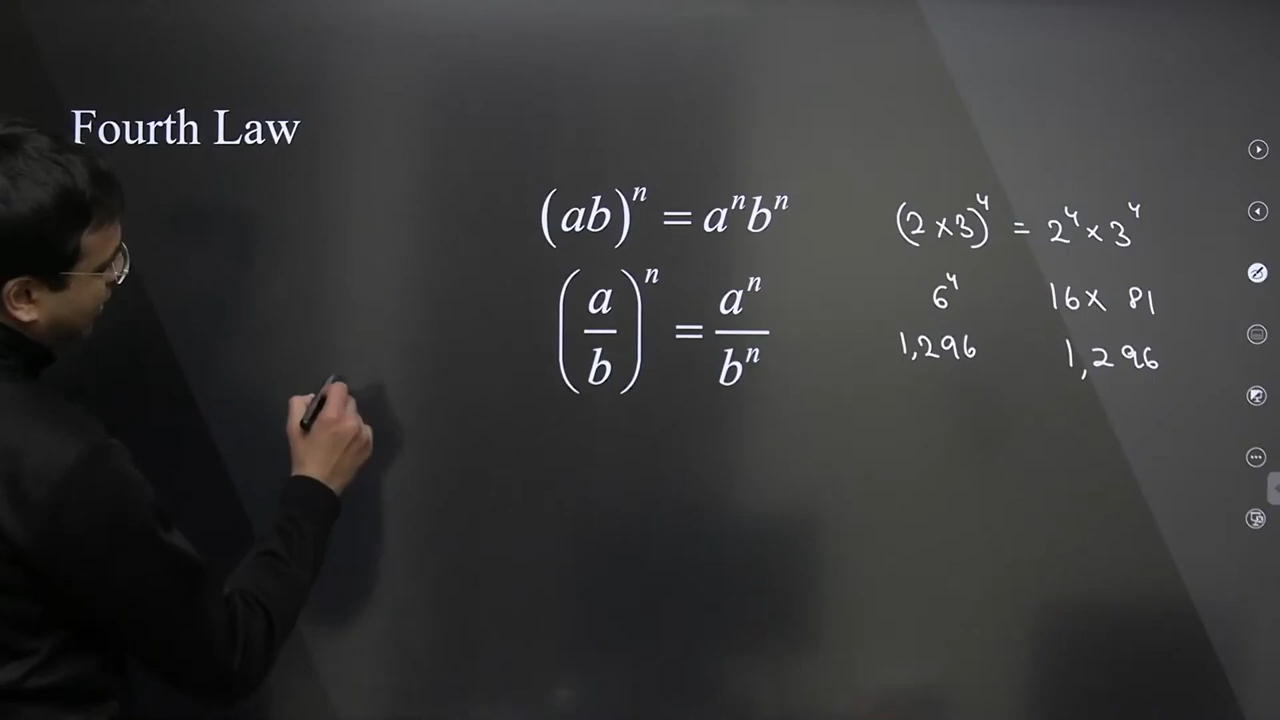 Fourth Law
(ab)ⁿ = aⁿbⁿ
(a/b)ⁿ = aⁿ/bⁿ
(2 × 3)⁴ = 2⁴ × 3⁴
6⁴ 16 × 81
1,296 1,296